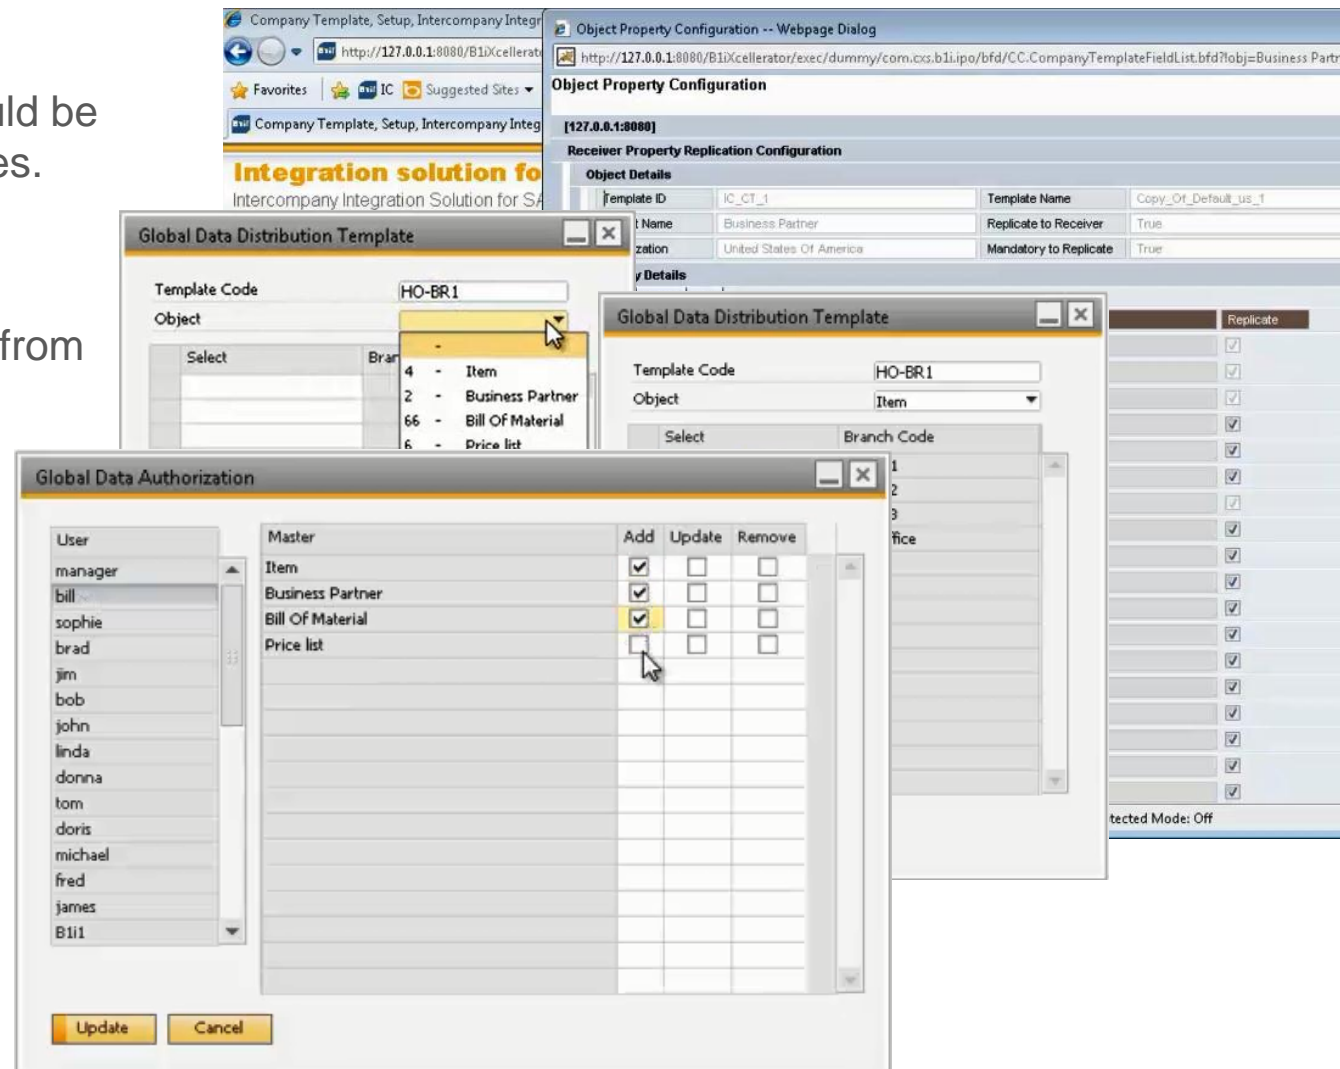 uld be
es.
from
Company Template, Setup, Intercompany Integr
http://127.0.0.1:8080/B1iXcellerato
Favorites
IC
Suggested Sites
Company Template, Setup, Intercompany Integ
Integration solution fo
Intercompany Integration Solution for SA
Object Property Configuration -- Webpage Dialog
http://127.0.0.1:8080/B1iXcellerator/exec/dummy/com.cxs.b1i.ipo/bfd/CC.CompanyTemplateFieldList.bfd?lobj=Business Partn
Object Property Configuration
[127.0.0.1:8080]
Receiver Property Replication Configuration
Object Details
Template ID IC_CT_1 Template Name Copy_Of_Default_us_1
t Name Business Partner Replicate to Receiver True
zation United States Of America Mandatory to Replicate True
y Details
Replicate
tected Mode: Off
Global Data Distribution Template
Template Code HO-BR1
Object
Select Bran
-
4 - Item
2 - Business Partner
66 - Bill Of Material
6 - Price list
Global Data Distribution Template
Template Code HO-BR1
Object Item
Select Branch Code
1
2
3
ffice
Global Data Authorization
User Master Add Update Remove
manager
bill
sophie
brad
jim
bob
john
linda
donna
tom
doris
michael
fred
james
B1i1
Item
Business Partner
Bill Of Material
Price list
Update Cancel